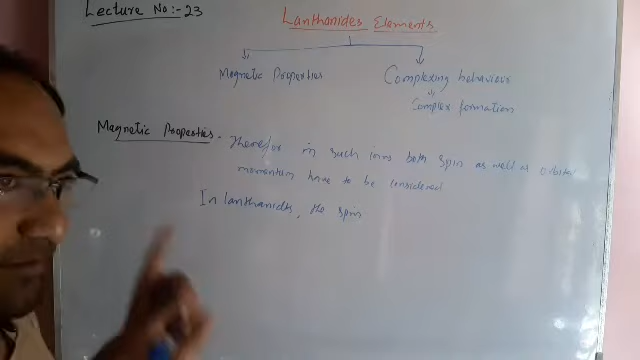 Lecture No:- 23
Lanthanides Elements
Magnetic Properties
Complexing behaviour
Complex formation
Magnetic Properties - Therefor in such ions both spin as well as orbital
momentum have to be considered
In lanthanides, the spin